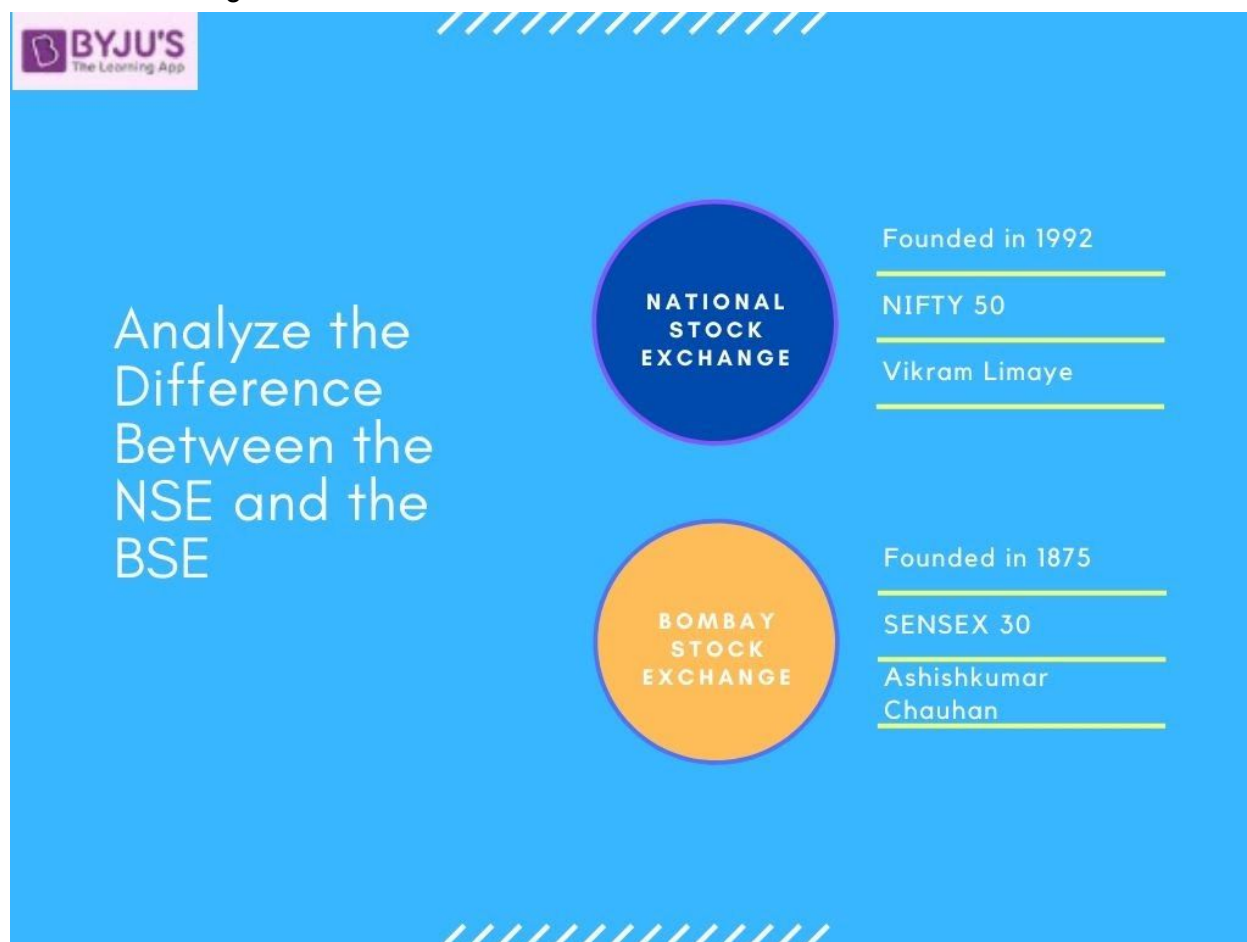 BYJU'S
The Learning App
Analyze the
Difference
Between the
NSE and the
BSE
NATIONAL
STOCK
EXCHANGE
Founded in 1992
NIFTY 50
Vikram Limaye
BOMBAY
STOCK
EXCHANGE
Founded in 1875
SENSEX 30
Ashishkumar
Chauhan